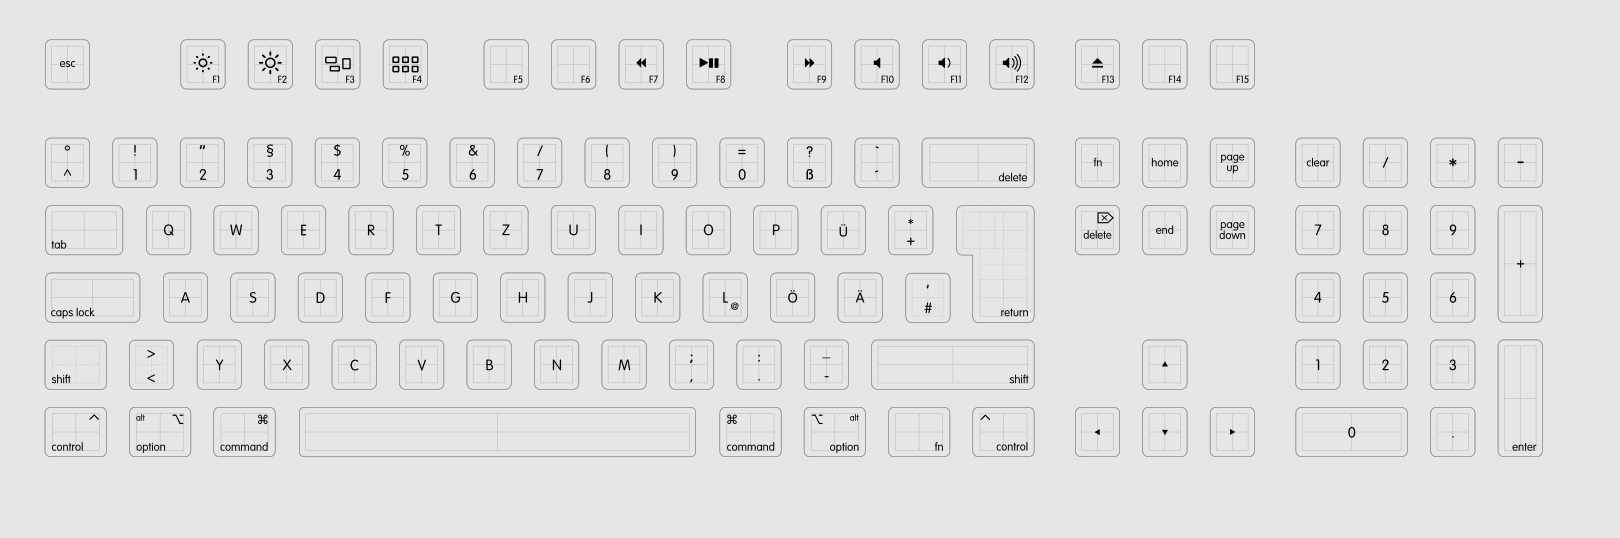 esc F1 F2 F3 F4 F5 F6 F7 F8 F9 F10 F11 F12 F13 F14 F15
° ! " § $ % & / ( ) = ? ` page
^ 1 2 3 4 5 6 7 8 9 0 ß ´ delete fn home up clear / * -
tab Q W E R T Z U I O P Ü * + ⌦ delete end page down 7 8 9 +
caps lock A S D F G H J K L @ Ö Ä ' # return 4 5 6
shift > < Y X C V B N M ; , : . _ - shift ▲ 1 2 3
control ^ alt ⌥ option ⌘ command ⌘ command ⌥ alt option fn ^ control ◀ ▼ ▶ 0 . enter